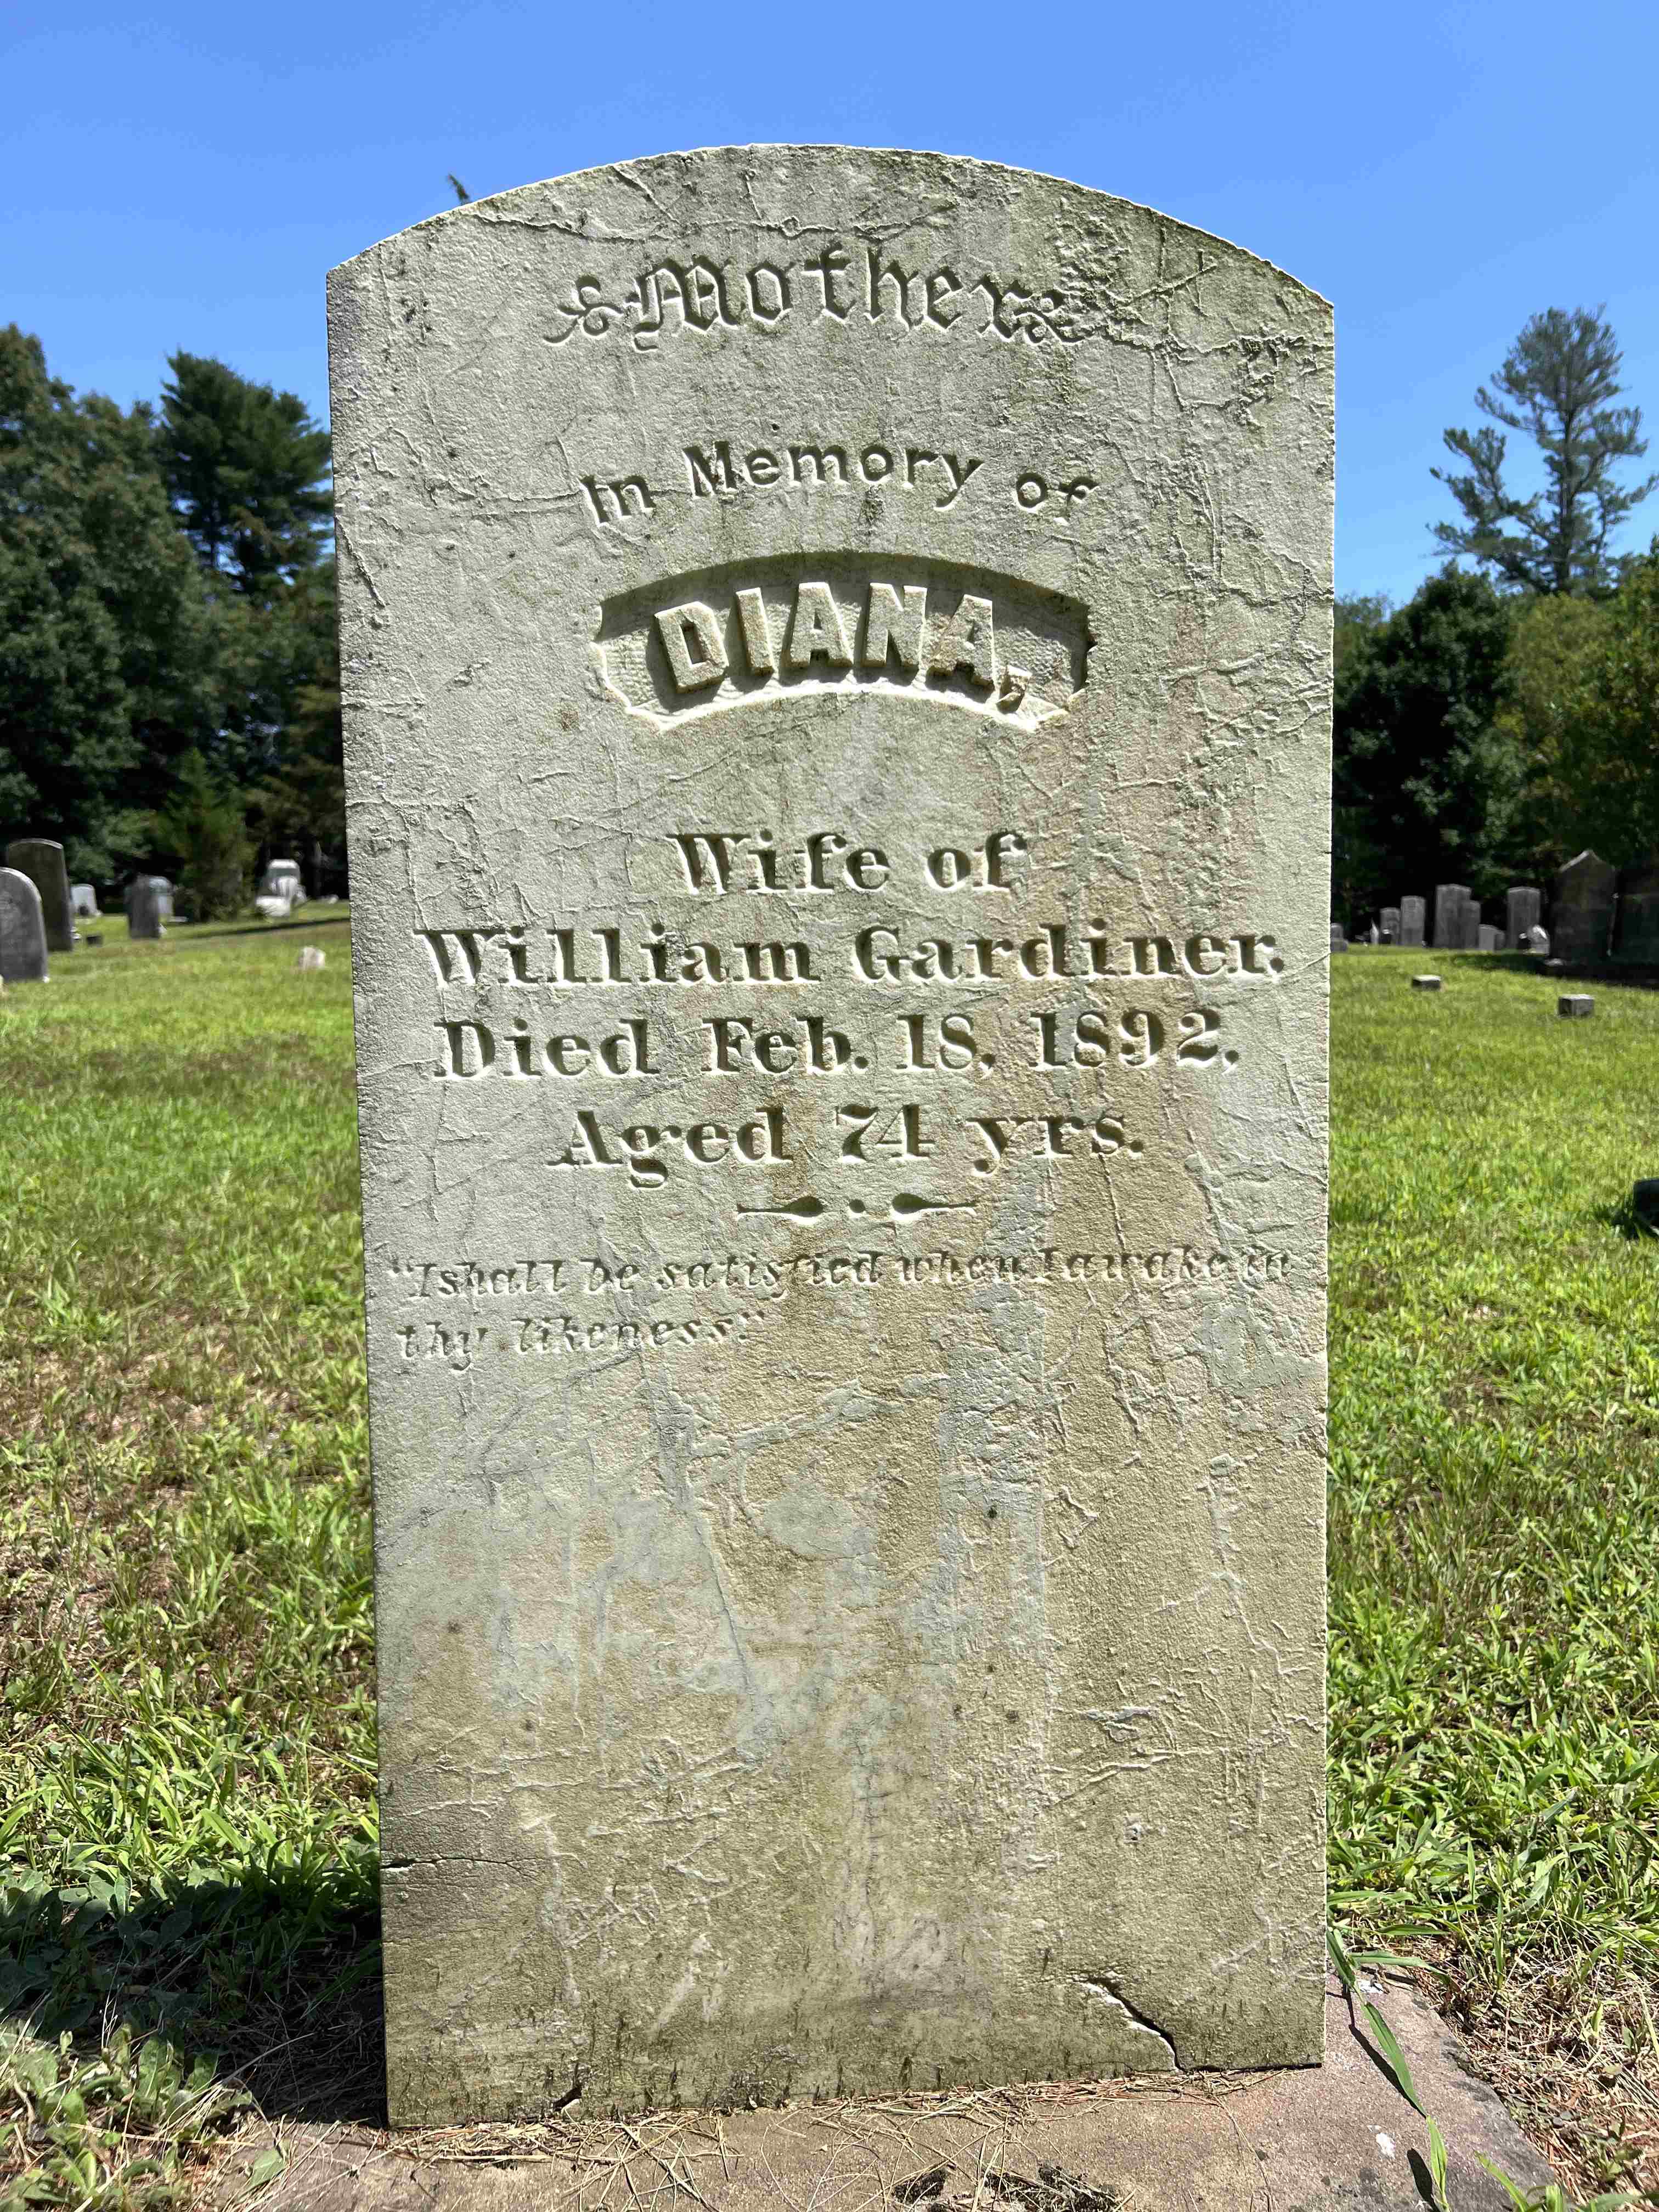 Mother
In Memory of
DIANA,
Wife of
William Gardiner.
Died Feb. 18, 1892,
Aged 74 yrs.
"I shall be satisfied when I awake in
thy likeness."